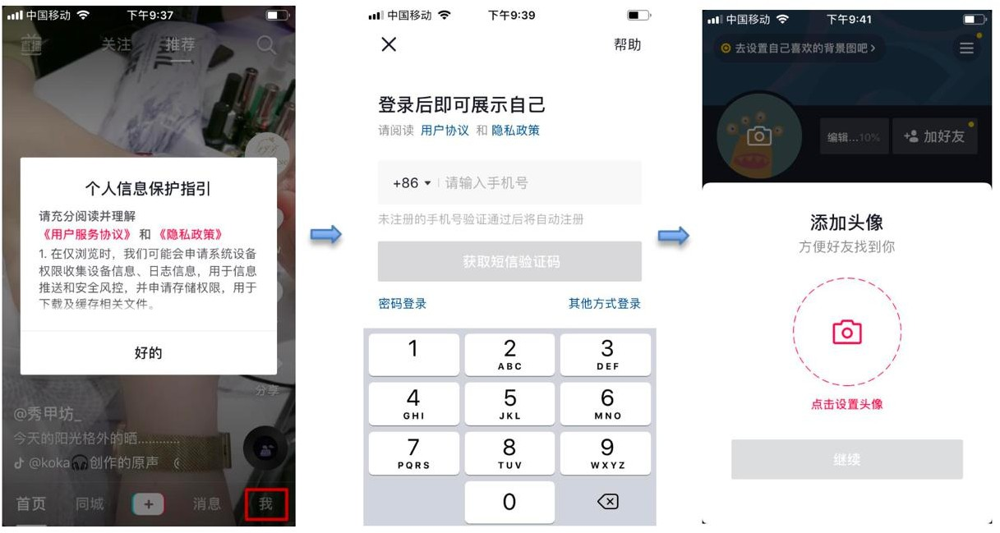 中国移动 下午9:37
直播 关注 推荐
个人信息保护指引
请充分阅读并理解
《用户服务协议》 和 《隐私政策》
1. 在仅浏览时，我们可能会申请系统设备
权限收集设备信息、日志信息，用于信息
推送和安全风控，并申请存储权限，用于
下载及缓存相关文件。
好的
分享
@秀甲坊_
今天的阳光格外的晒............
@koka🎧创作的原声
首页 同城 + 消息 我
中国移动 下午9:39
帮助
登录后即可展示自己
请阅读 用户协议 和 隐私政策
+86 请输入手机号
未注册的手机号验证通过后将自动注册
获取短信验证码
密码登录 其他方式登录
1 2 3
ABC DEF
4 5 6
GHI JKL MNO
7 8 9
PQRS TUV WXYZ
0
中国移动 下午9:41
去设置自己喜欢的背景图吧
编辑...10% 加好友
添加头像
方便好友找到你
点击设置头像
继续